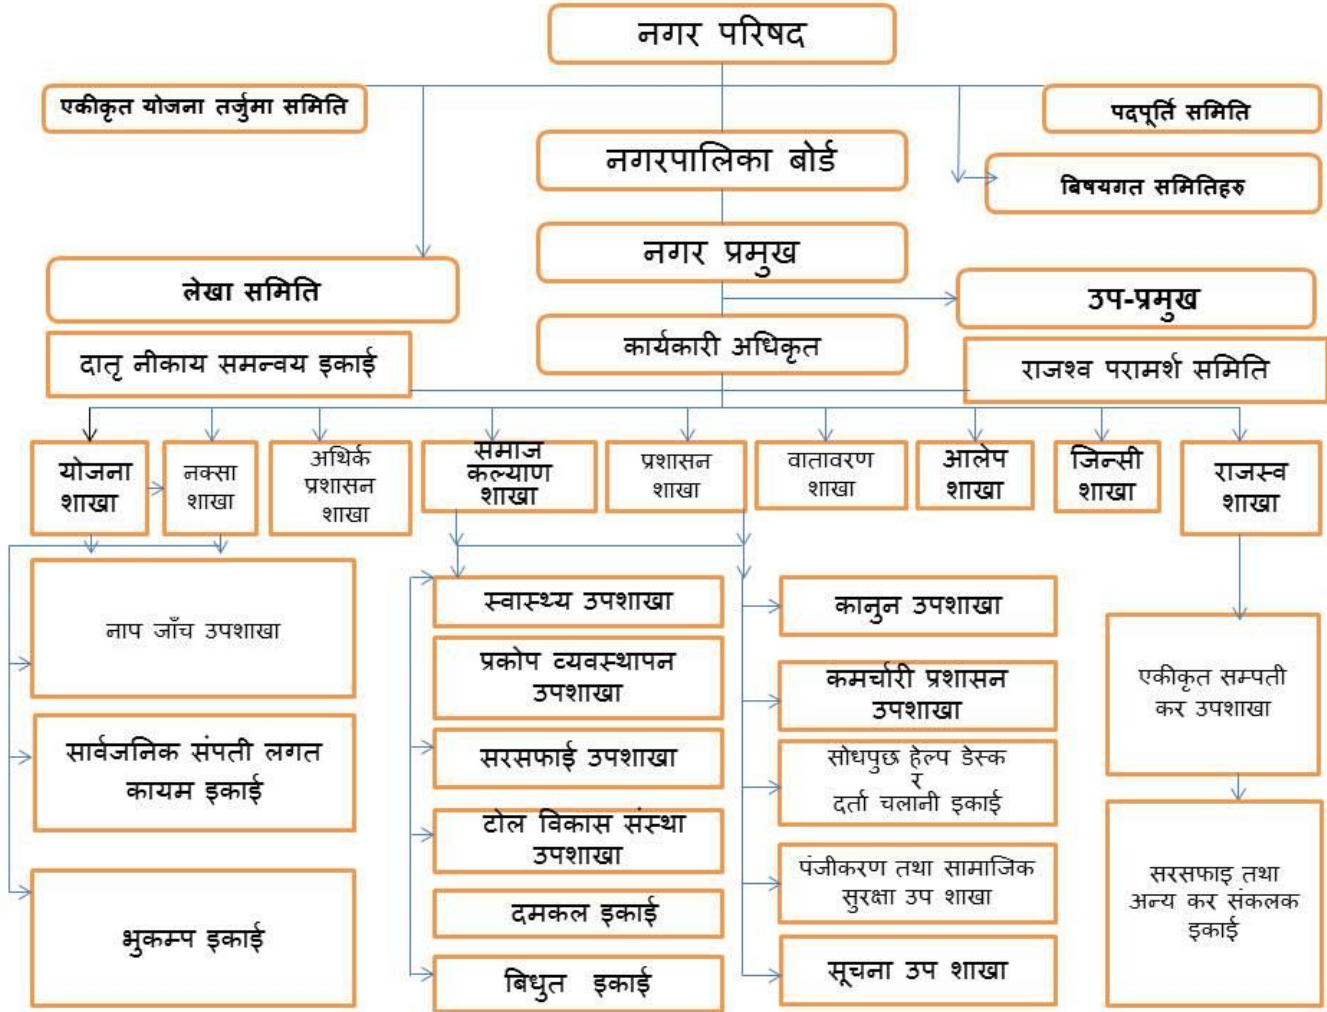 नगर परिषद
एकीकृत योजना तर्जुमा समिति
पदपूर्ति समिति
नगरपालिका बोर्ड
बिषयगत समितिहरु
नगर प्रमुख
लेखा समिति
उप-प्रमुख
कार्यकारी अधिकृत
दातृ नीकाय समन्वय इकाई
राजश्व परामर्श समिति
योजना
शाखा
नक्सा
शाखा
अथिर्क
प्रशासन
शाखा
समाज
कल्याण
शाखा
प्रशासन
शाखा
वातावरण
शाखा
आलेप
शाखा
जिन्सी
शाखा
राजस्व
शाखा
नाप जाँच उपशाखा
सार्वजनिक संपती लगत
कायम इकाई
भुकम्प इकाई
स्वास्थ्य उपशाखा
प्रकोप व्यवस्थापन
उपशाखा
सरसफाई उपशाखा
टोल विकास संस्था
उपशाखा
दमकल इकाई
बिधुत इकाई
कानुन उपशाखा
कमर्चारी प्रशासन
उपशाखा
सोधपुछ हेल्प डेस्क
र
दर्ता चलानी इकाई
पंजीकरण तथा सामाजिक
सुरक्षा उप शाखा
सूचना उप शाखा
एकीकृत सम्पती
कर उपशाखा
सरसफाइ तथा
अन्य कर संकलक
इकाई